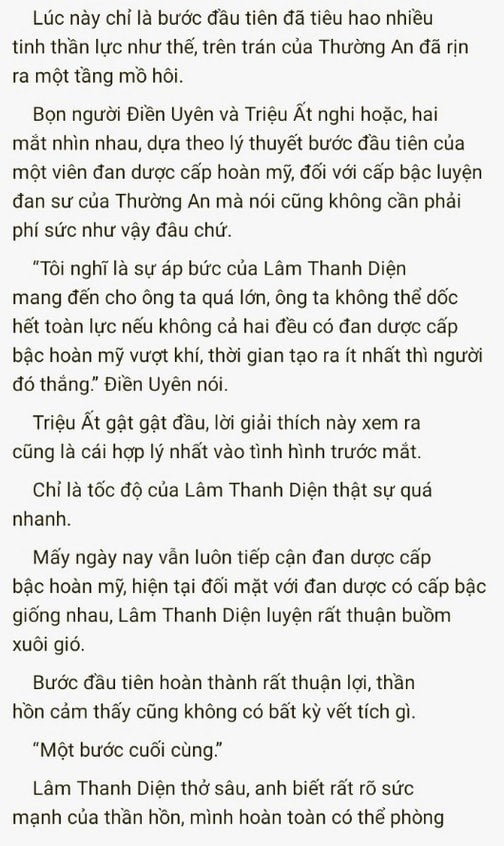 Lúc này chỉ là bước đầu tiên đã tiêu hao nhiều
tinh thần lực như thế, trên trán của Thường An đã rịn
ra một tầng mồ hôi.
Bọn người Điền Uyên và Triệu Ất nghi hoặc, hai
mắt nhìn nhau, dựa theo lý thuyết bước đầu tiên của
một viên đan dược cấp hoàn mỹ, đối với cấp bậc luyện
đan sư của Thường An mà nói cũng không cần phải
phí sức như vậy đâu chứ.
“Tôi nghĩ là sự áp bức của Lâm Thanh Diện
mang đến cho ông ta quá lớn, ông ta không thể dốc
hết toàn lực nếu không cả hai đều có đan dược cấp
bậc hoàn mỹ vượt khí, thời gian tạo ra ít nhất thì người
đó thắng.” Điền Uyên nói.
Triệu Ất gật gật đầu, lời giải thích này xem ra
cũng là cái hợp lý nhất vào tình hình trước mắt.
Chỉ là tốc độ của Lâm Thanh Diện thật sự quá
nhanh.
Mấy ngày nay vẫn luôn tiếp cận đan dược cấp
bậc hoàn mỹ, hiện tại đối mặt với đan dược có cấp bậc
giống nhau, Lâm Thanh Diện luyện rất thuận buồm
xuôi gió.
Bước đầu tiên hoàn thành rất thuận lợi, thần
hồn cảm thấy cũng không có bất kỳ vết tích gì.
“Một bước cuối cùng.”
Lâm Thanh Diện thở sâu, anh biết rất rõ sức
mạnh của thần hồn, mình hoàn toàn có thể phòng